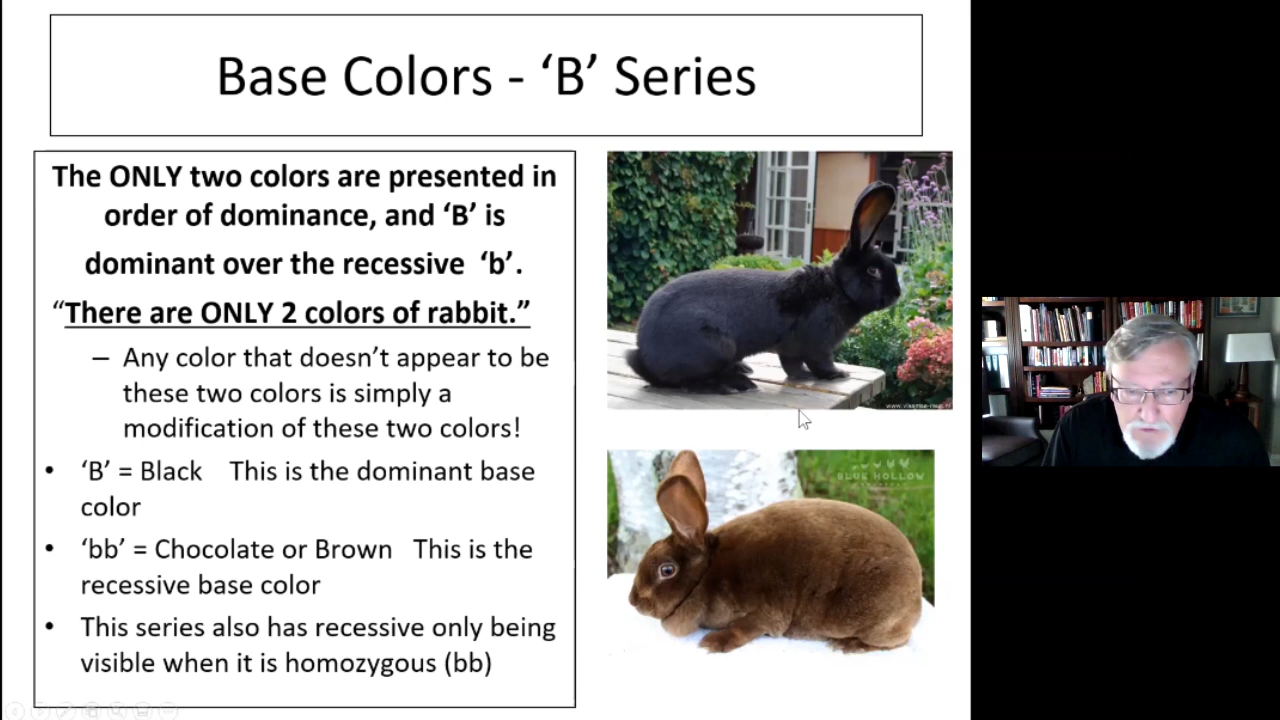 Base Colors - ‘B’ Series
The ONLY two colors are presented in
order of dominance, and ‘B’ is
dominant over the recessive ‘b’.
“There are ONLY 2 colors of rabbit.”
– Any color that doesn’t appear to be
these two colors is simply a
modification of these two colors!
• ‘B’ = Black This is the dominant base
color
• ‘bb’ = Chocolate or Brown This is the
recessive base color
• This series also has recessive only being
visible when it is homozygous (bb)
BLUE HOLLOW